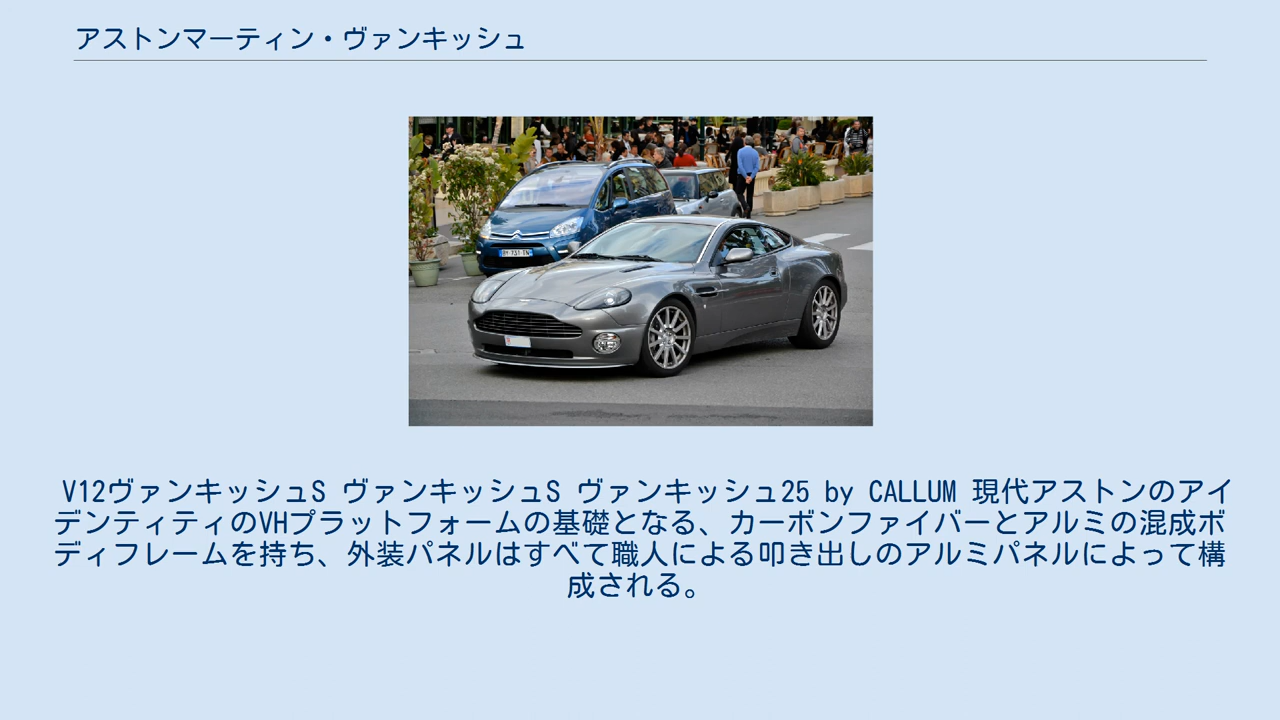 アストンマーティン・ヴァンキッシュ
V12ヴァンキッシュS ヴァンキッシュS ヴァンキッシュ25 by CALLUM 現代アストンのアイ
デンティティのVHプラットフォームの基礎となる、カーボンファイバーとアルミの混成ボ
ディフレームを持ち、外装パネルはすべて職人による叩き出しのアルミパネルによって構
成される。